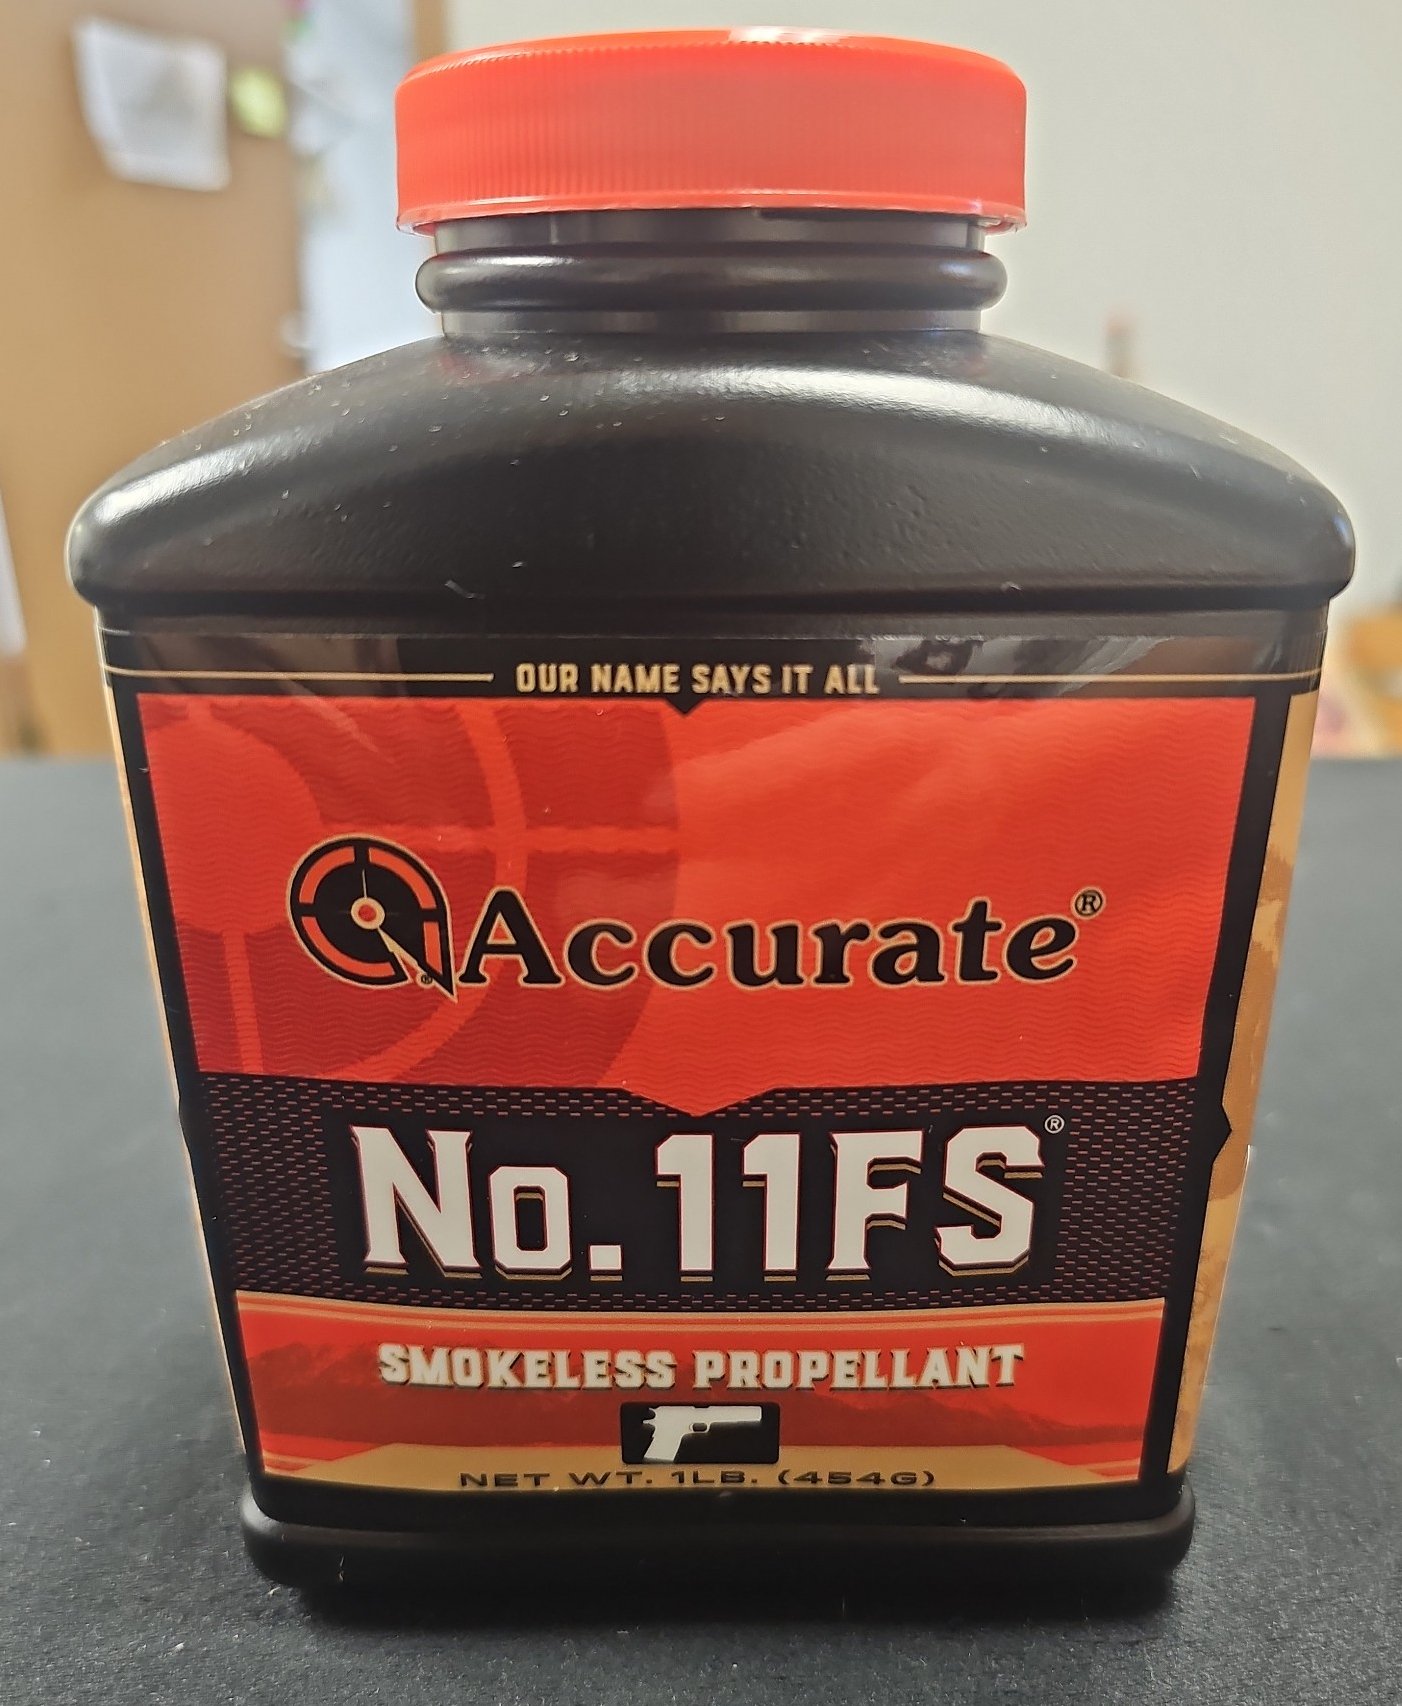 OUR NAME SAYS IT ALL
Accurate®
No. 11FS®
SMOKELESS PROPELLANT
NET WT. 1LB. (454G)